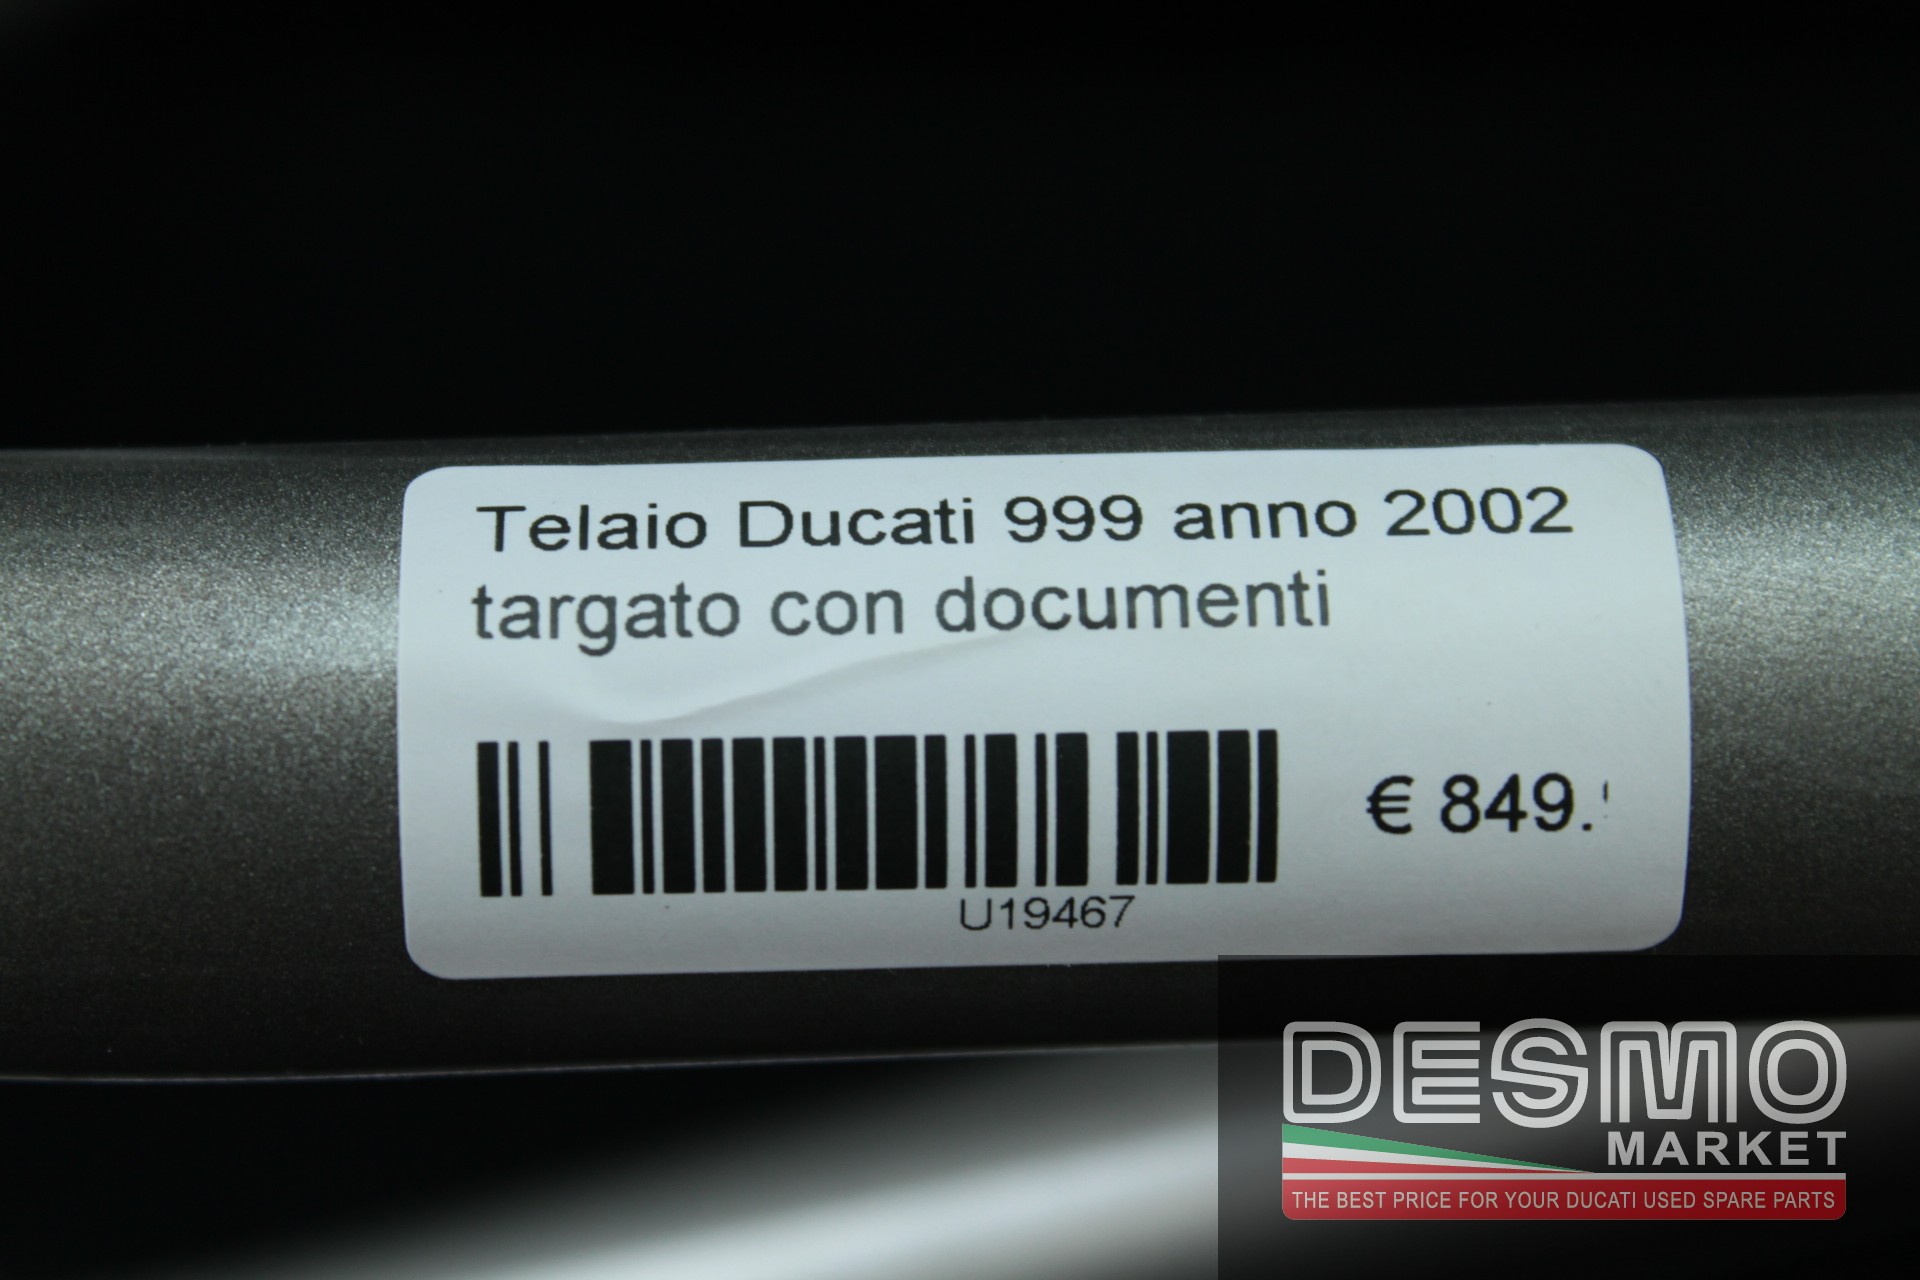 Telaio Ducati 999 anno 2002
targato con documenti
€ 849.
U19467
DESMO
MARKET
THE BEST PRICE FOR YOUR DUCATI USED SPARE PARTS